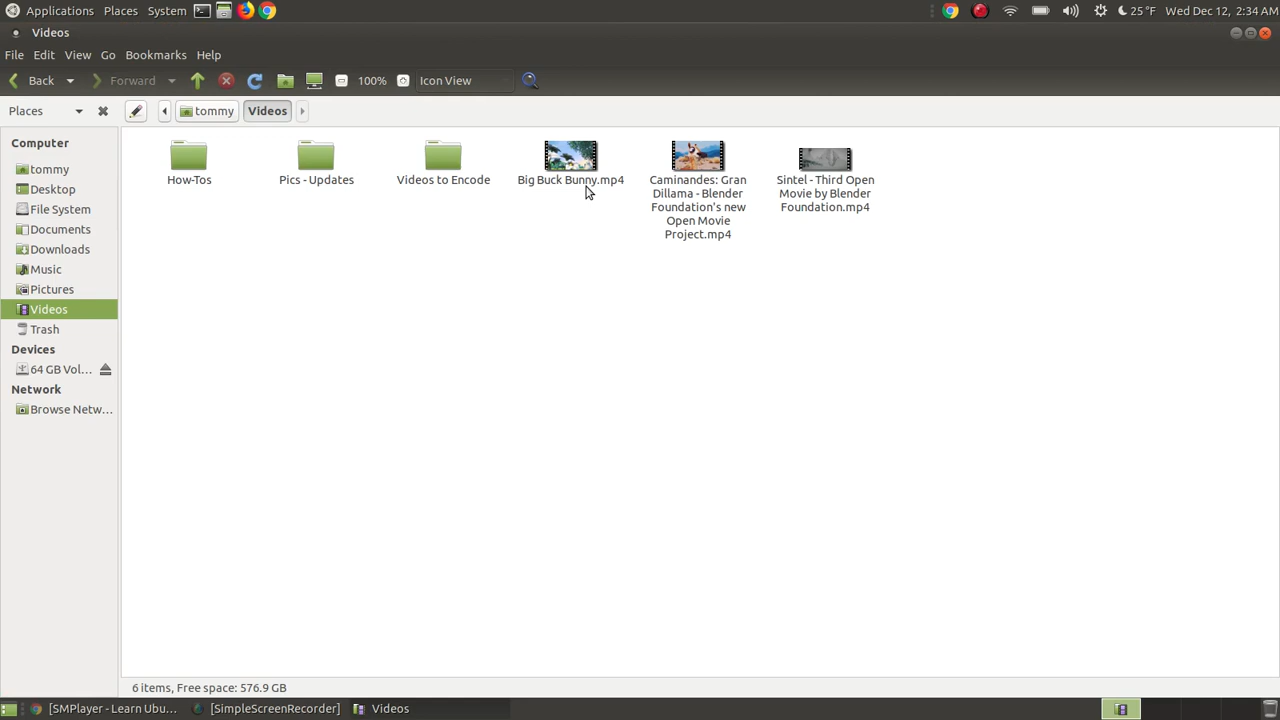 Applications Places System 25 °F Wed Dec 12, 2:34 AM
Videos
File Edit View Go Bookmarks Help
Back Forward 100% Icon View
Places tommy Videos
Computer
tommy
Desktop
File System
Documents
Downloads
Music
Pictures
Videos
Trash
Devices
64 GB Vol...
Network
Browse Netw...
How-Tos
Pics - Updates
Videos to Encode
Big Buck Bunny.mp4
Caminandes: Gran
Dillama - Blender
Foundation's new
Open Movie
Project.mp4
Sintel - Third Open
Movie by Blender
Foundation.mp4
6 items, Free space: 576.9 GB
[SMPlayer - Learn Ubu... [SimpleScreenRecorder] Videos